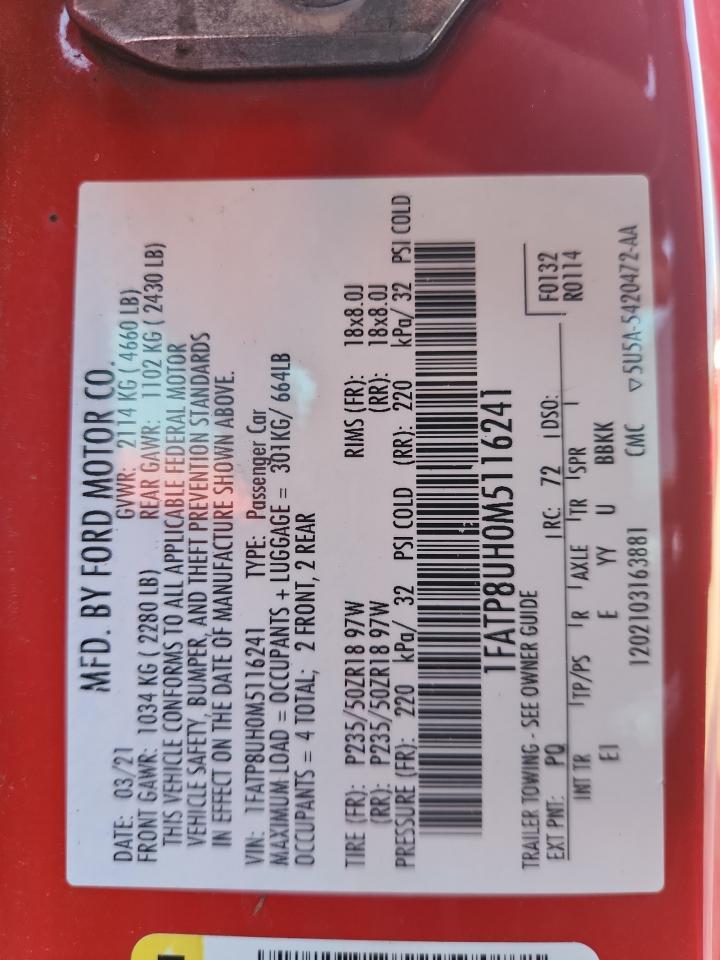 MFD. BY FORD MOTOR CO.
DATE: 03/21 GVWR: 2114 KG ( 4660 LB)
FRONT GAWR: 1034 KG ( 2280 LB) REAR GAWR: 1102 KG ( 2430 LB)
THIS VEHICLE CONFORMS TO ALL APPLICABLE FEDERAL MOTOR
VEHICLE SAFETY, BUMPER, AND THEFT PREVENTION STANDARDS
IN EFFECT ON THE DATE OF MANUFACTURE SHOWN ABOVE.
VIN: 1FATP8UH0M5116241 TYPE: Passenger Car
MAXIMUM LOAD = OCCUPANTS + LUGGAGE = 301KG/ 664LB
OCCUPANTS = 4 TOTAL; 2 FRONT, 2 REAR
TIRE (FR): P235/50ZR18 97W RIMS (FR): 18x8.0J
(RR): P235/50ZR18 97W (RR): 18x8.0J
PRESSURE (FR): 220 kPa/ 32 PSI COLD (RR): 220 kPa/ 32 PSI COLD
1FATP8UH0M5116241
TRAILER TOWING - SEE OWNER GUIDE F0132
EXT PNT: PQ RC: 72 DSO: R0114
INT TR TP/PS R AXLE TR SPR
EI E YY U BBKK
1202103163881 CMC ▽5U5A-5420472-AA